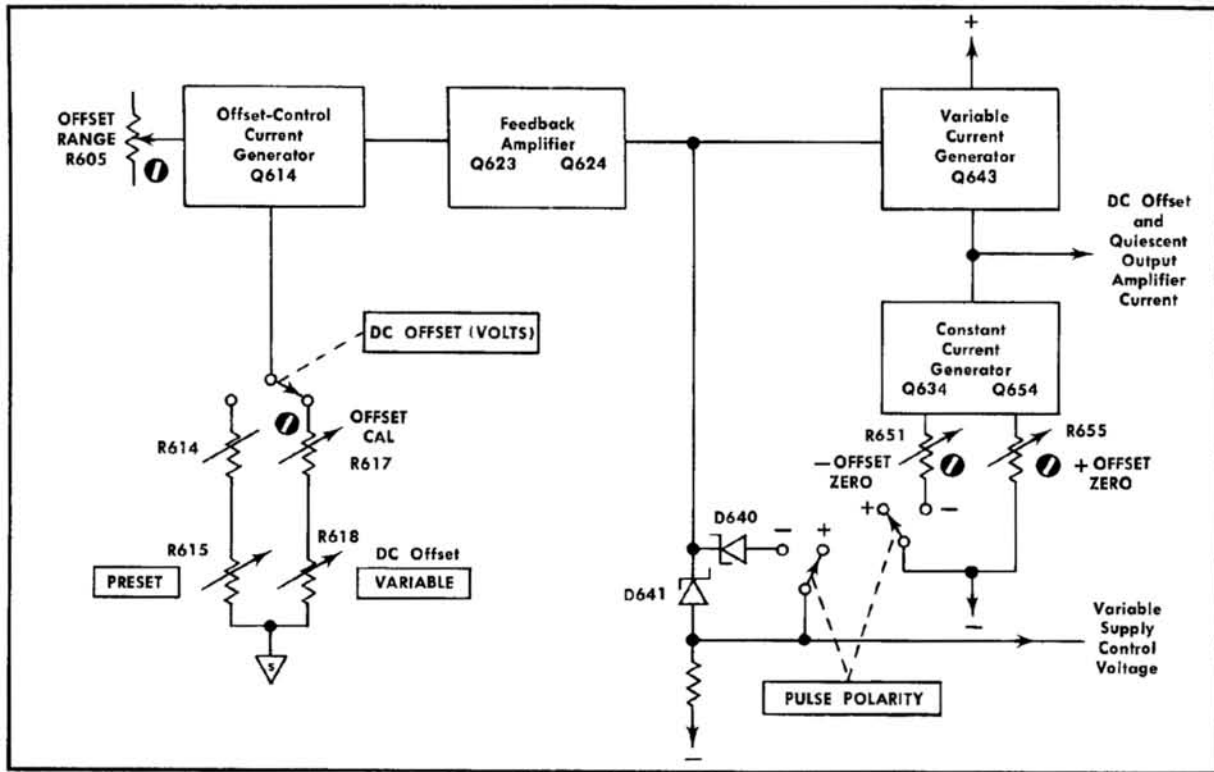 +
OFFSET
RANGE
R605
Offset-Control
Current
Generator
Q614
Feedback
Amplifier
Q623 Q624
Variable
Current
Generator
Q643
DC Offset
and
Quiescent
Output
Amplifier
Current
DC OFFSET (VOLTS)
Constant
Current
Generator
Q634 Q654
R614
OFFSET
CAL
R617
R651
R655
− OFFSET
ZERO
+ OFFSET
ZERO
D640
−
+
+
−
R615
R618
PRESET
DC Offset
VARIABLE
D641
−
Variable
Supply
Control
Voltage
S
PULSE POLARITY
−